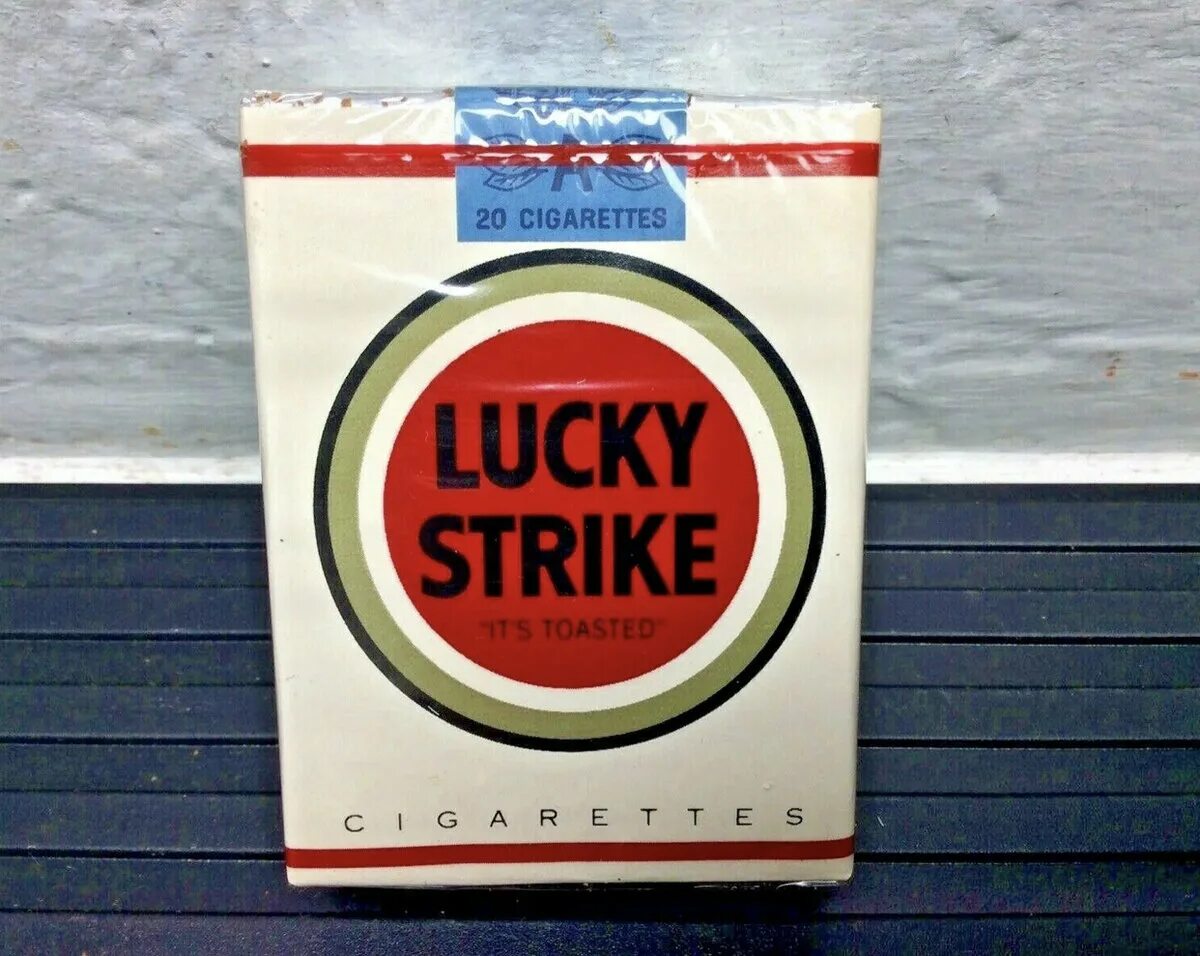 A
20 CIGARETTES
LUCKY
STRIKE
"IT'S TOASTED"
CIGARETTES